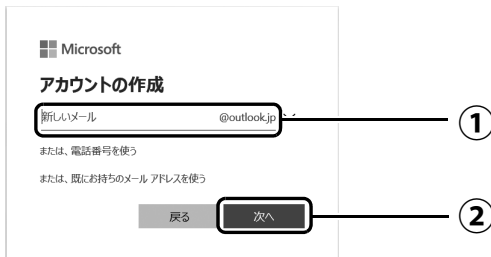 Microsoft
アカウントの作成
新しいメール @outlook.jp
①
または、電話番号を使う
または、既にお持ちのメール アドレスを使う
戻る 次へ
②